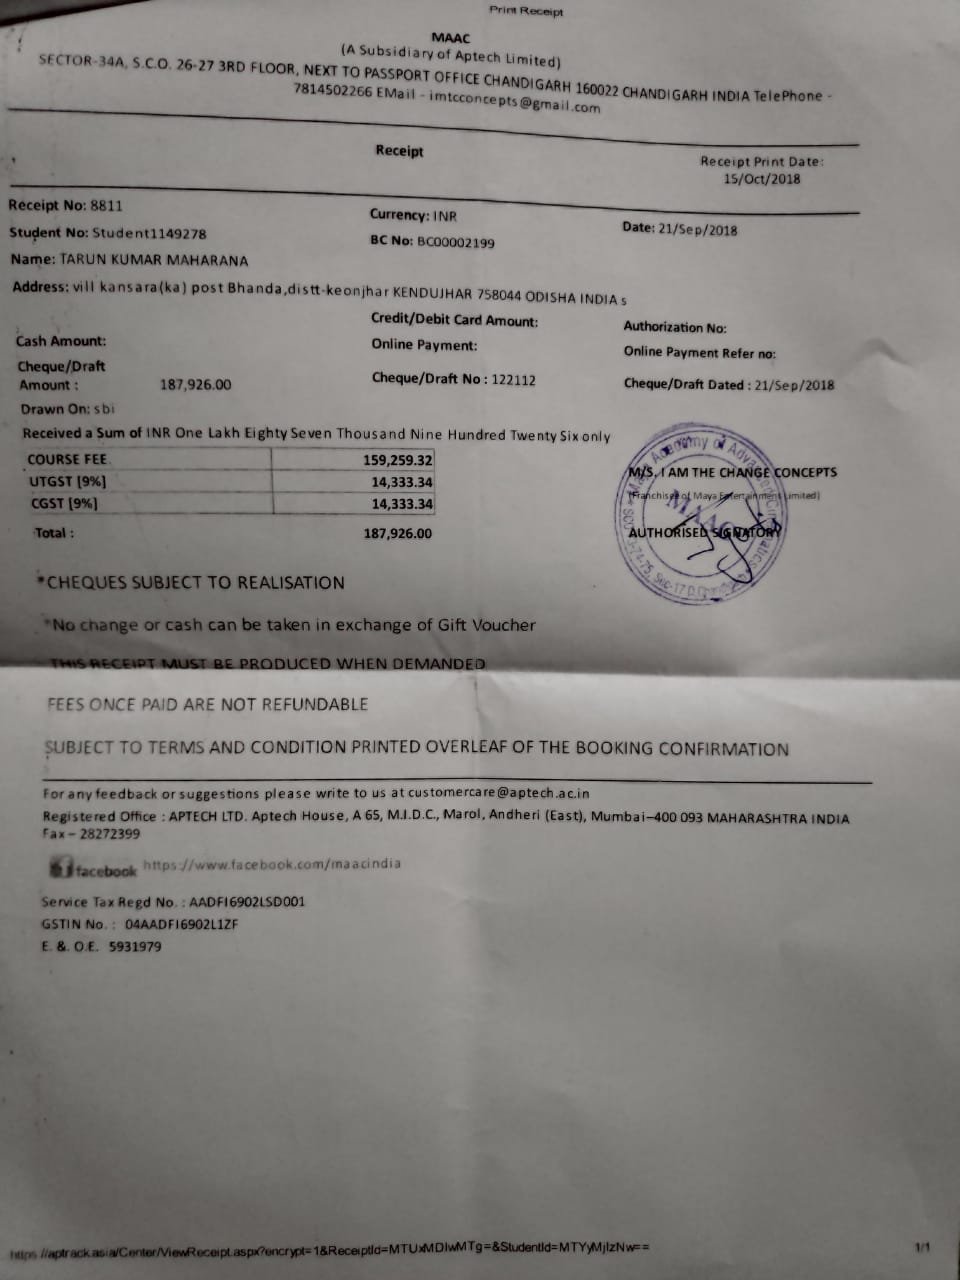 Print Receipt
MAAC
(A Subsidiary of Aptech Limited)
SECTOR-34A, S.C.O. 26-27 3RD FLOOR, NEXT TO PASSPORT OFFICE CHANDIGARH 160022 CHANDIGARH INDIA TelePhone -
7814502266 EMail - imtcconcepts@gmail.com
Receipt
Receipt Print Date:
15/Oct/2018
Receipt No: 8811
Currency: INR
Date: 21/Sep/2018
Student No: Student1149278
BC No: BC00002199
Name: TARUN KUMAR MAHARANA
Address: vill kansara(ka) post Bhanda,distt-keonjhar KENDUJHAR 758044 ODISHA INDIA s
Cash Amount:
Credit/Debit Card Amount:
Authorization No:
Online Payment:
Online Payment Refer no:
Cheque/Draft
Amount : 187,926.00
Cheque/Draft No : 122112
Cheque/Draft Dated : 21/Sep/2018
Drawn On: sbi
Received a Sum of INR One Lakh Eighty Seven Thousand Nine Hundred Twenty Six only
COURSE FEE 159,259.32
UTGST [9%] 14,333.34
CGST [9%] 14,333.34
Total : 187,926.00
M/S. I AM THE CHANGE CONCEPTS
(Franchise of Maya Entertainment Limited)
AUTHORISED SIGNATORY
MAAC
*CHEQUES SUBJECT TO REALISATION
*No change or cash can be taken in exchange of Gift Voucher
THIS RECEIPT MUST BE PRODUCED WHEN DEMANDED
FEES ONCE PAID ARE NOT REFUNDABLE
SUBJECT TO TERMS AND CONDITION PRINTED OVERLEAF OF THE BOOKING CONFIRMATION
For any feedback or suggestions please write to us at customercare@aptech.ac.in
Registered Office : APTECH LTD. Aptech House, A 65, M.I.D.C., Marol, Andheri (East), Mumbai–400 093 MAHARASHTRA INDIA
Fax – 28272399
facebook https://www.facebook.com/maacindia
Service Tax Regd No. : AADFI6902LSD001
GSTIN No. : 04AADFI6902L1ZF
E. & O.E. 5931979
https://aptrack.asia/Center/ViewReceipt.aspx?encrypt=1&ReceiptId=MTUxMDIwMTg=&StudentId=MTYyMjIzNw==
1/1